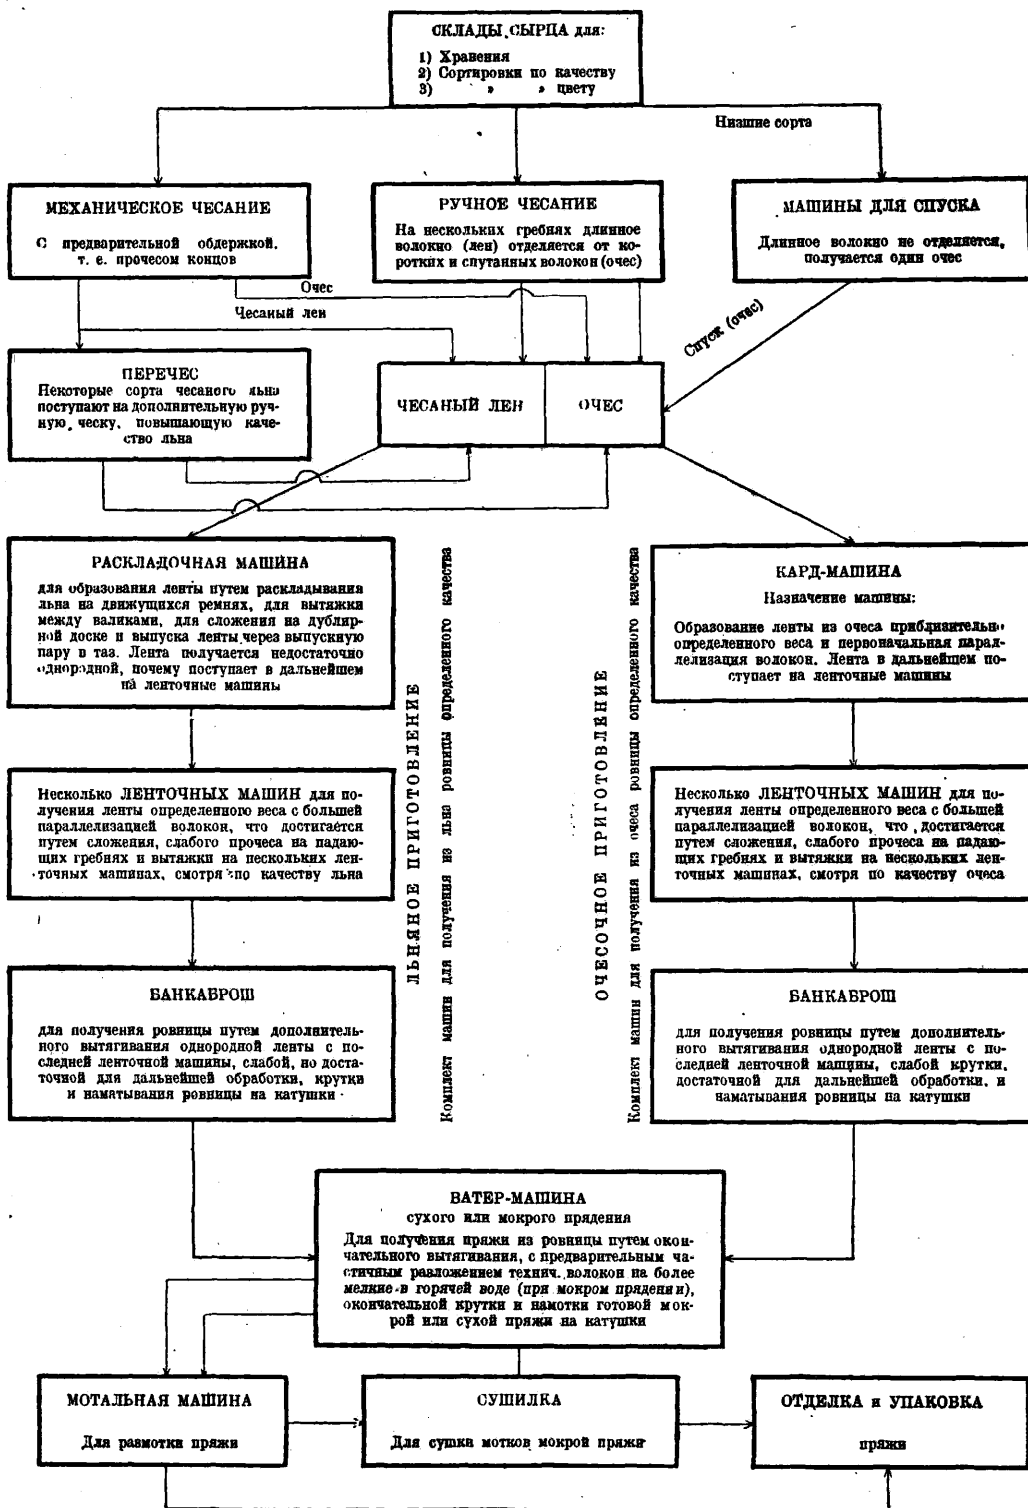 СКЛАДЫ СЫРЦА для:
1) Хранения
2) Сортировки по качеству
3) » » цвету
Низшие сорта
МЕХАНИЧЕСКОЕ ЧЕСАНИЕ
С предварительной обдержкой,
т. е. прочесом концов
РУЧНОЕ ЧЕСАНИЕ
На нескольких гребнях длинное
волокно (лен) отделяется от ко-
ротких и спутанных волокон (очес)
МАШИНЫ ДЛЯ СПУСКА
Длинное волокно не отделяется,
получается один очес
Очес
Чесаный лен
Спуск (очес)
ПЕРЕЧЕС
Некоторые сорта чесаного льна
поступают на дополнительную руч-
ную ческу, повышающую каче-
ство льна
ЧЕСАНЫЙ ЛЕН
ОЧЕС
РАСКЛАДОЧНАЯ МАШИНА
для образования ленты путем раскладывания
льна на движущихся ремнях, для вытяжки
между валиками, для сложения на дублир-
ной доске и выпуска ленты через выпускную
пару в таз. Лента получается недостаточно
однородной, почему поступает в дальнейшем
на ленточные машины
ЛЬНЯНОЕ ПРИГОТОВЛЕНИЕ
Комплект машин для получения из льна ровницы определенного качества
ОЧЕСОЧНОЕ ПРИГОТОВЛЕНИЕ
Комплект машин для получения из очеса ровницы определенного качества
КАРД-МАШИНА
Назначение машины:
Образование ленты из очеса приблизительно
определенного веса и первоначальная парал-
лелизация волокон. Лента в дальнейшем по-
ступает на ленточные машины
Несколько ЛЕНТОЧНЫХ МАШИН для по-
лучения ленты определенного веса с большей
параллелизацией волокон, что достигается
путем сложения, слабого прочеса на падаю-
щих гребнях и вытяжки на нескольких лен-
точных машинах, смотря по качеству льна
Несколько ЛЕНТОЧНЫХ МАШИН для по-
лучения ленты определенного веса с большей
параллелизацией волокон, что достигается
путем сложения, слабого прочеса на падаю-
щих гребнях и вытяжки на нескольких лен-
точных машинах, смотря по качеству очеса
БАНКАБРОШ
для получения ровницы путем дополнитель-
ного вытягивания однородной ленты с по-
следней ленточной машины, слабой, но доста-
точной для дальнейшей обработки, крутки
и наматывания ровницы на катушки
БАНКАБРОШ
для получения ровницы путем дополнитель-
ного вытягивания однородной ленты с по-
следней ленточной машины, слабой крутки,
достаточной для дальнейшей обработки, и
наматывания ровницы на катушки
ВАТЕР-МАШИНА
сухого или мокрого прядения
Для получения пряжи из ровницы путем окон-
чательного вытягивания, с предварительным ча-
стичным разложением технич. волокон на более
мелкие в горячей воде (при мокром прядении),
окончательной крутки и намотки готовой мок-
рой или сухой пряжи на катушки
МОТАЛЬНАЯ МАШИНА
Для размотки пряжи
СУШИЛКА
Для сушки мотков мокрой пряжи
ОТДЕЛКА и УПАКОВКА
пряжи